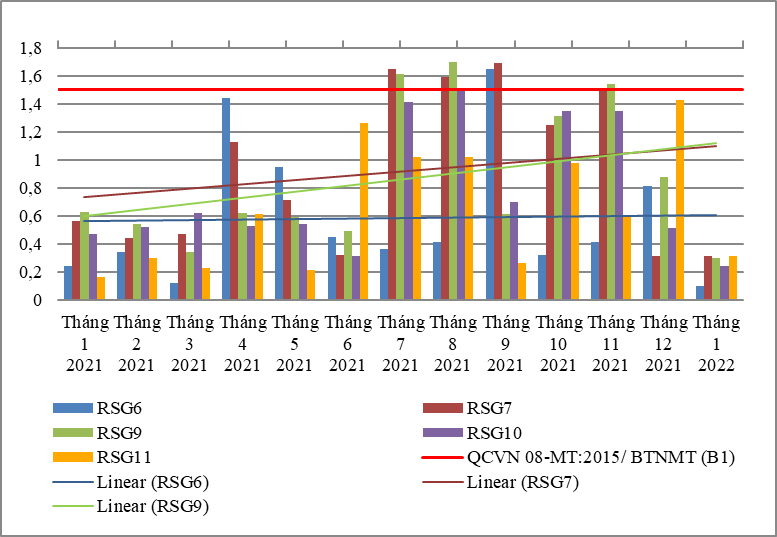 1,8
1,6
1,4
1,2
1
0,8
0,6
0,4
0,2
0
Tháng Tháng Tháng Tháng Tháng Tháng Tháng Tháng Tháng Tháng Tháng Tháng Tháng
1 2 3 4 5 6 7 8 9 10 11 12 1
2021 2021 2021 2021 2021 2021 2021 2021 2021 2021 2021 2021 2022
RSG6 RSG7
RSG9 RSG10
RSG11 QCVN 08-MT:2015/ BTNMT (B1)
Linear (RSG6) Linear (RSG7)
Linear (RSG9)